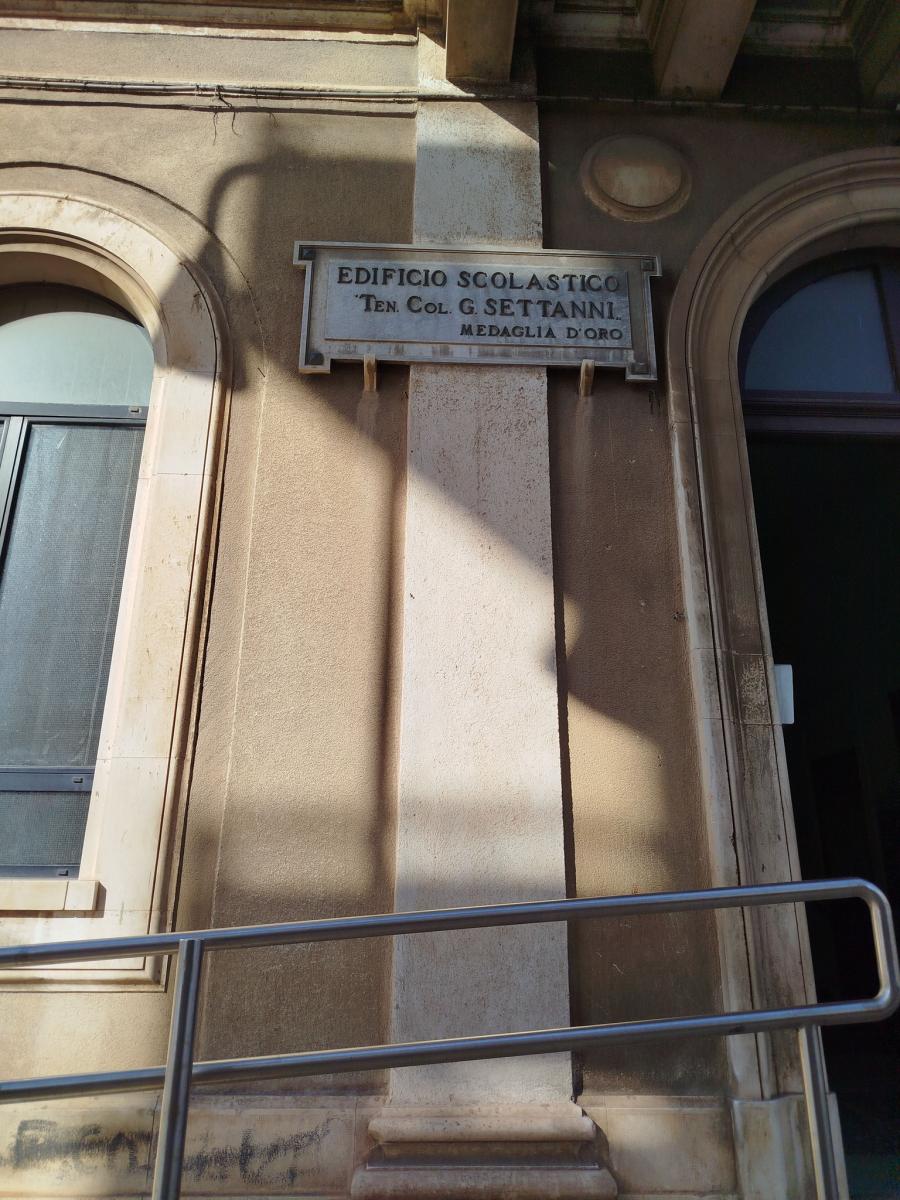 EDIFICIO SCOLASTICO
"TEN. COL. G. SETTANNI"
MEDAGLIA D'ORO